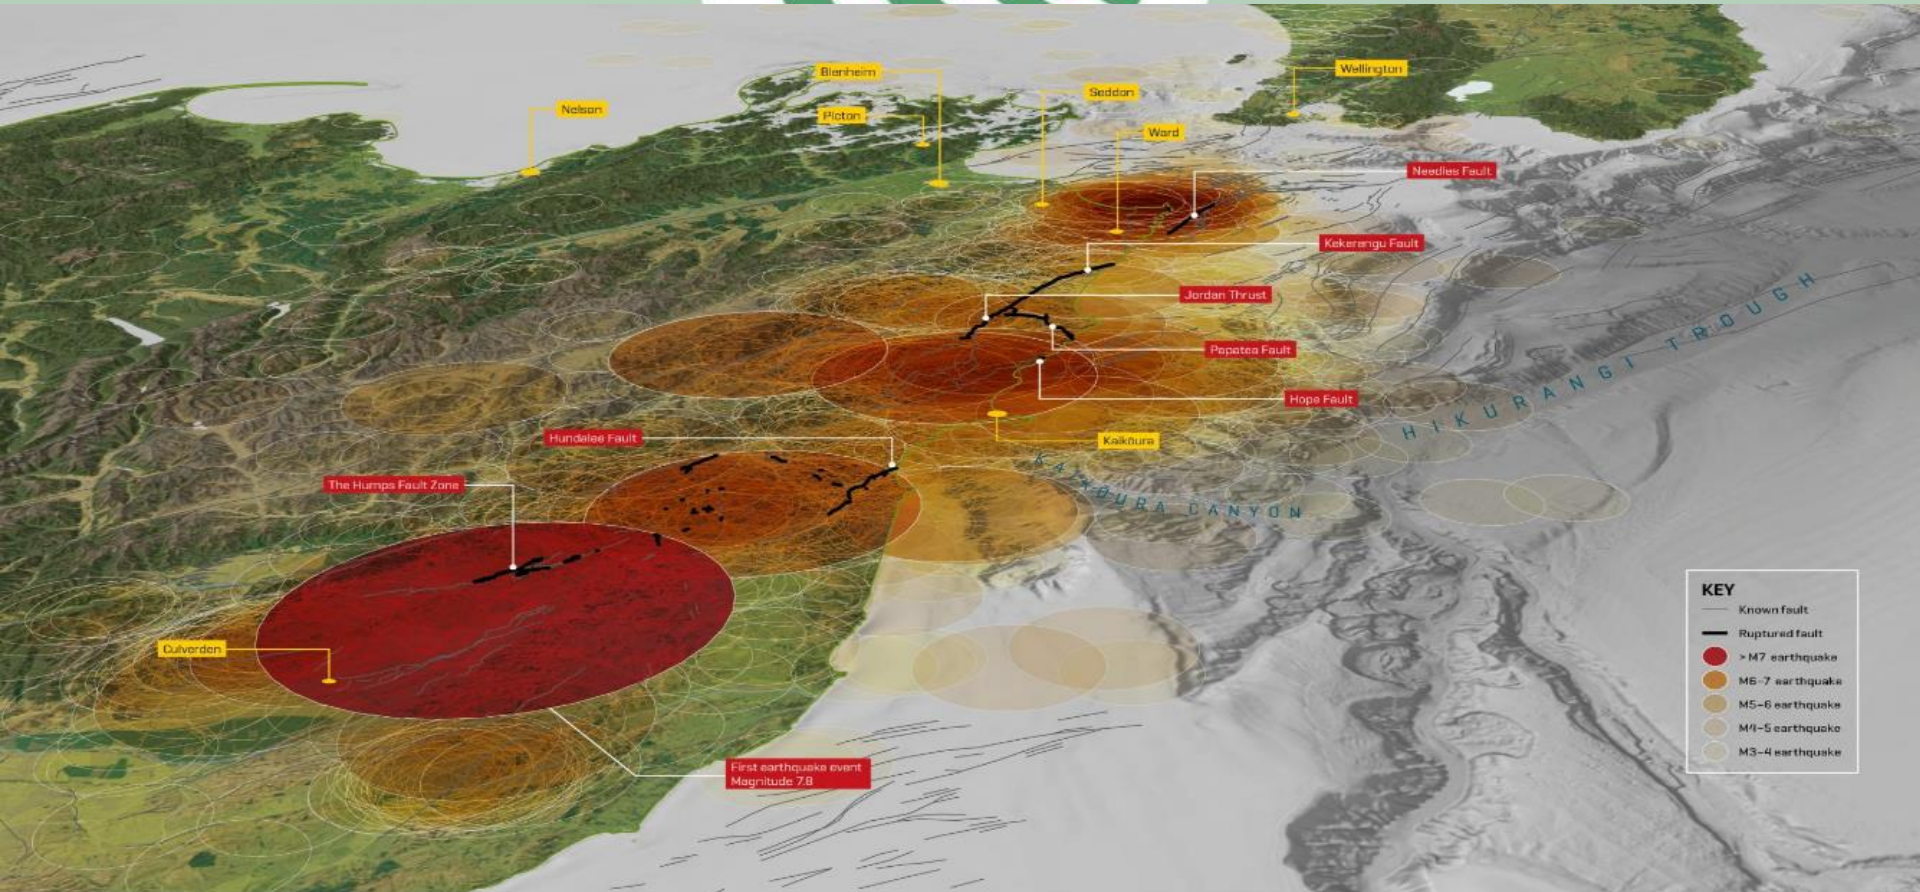 Blenheim
Wellington
Seddon
Nelson
Picton
Ward
Needles Fault
Kekerengu Fault
Jordan Thrust
Papatea Fault
Hope Fault
Hundalee Fault
Kaikōura
HIKURANGI TROUGH
KAIKOURA CANYON
The Humps Fault Zone
Culverden
First earthquake event
Magnitude 7.8
KEY
Known fault
Ruptured fault
> M7 earthquake
M6-7 earthquake
M5-6 earthquake
M4-5 earthquake
M3-4 earthquake